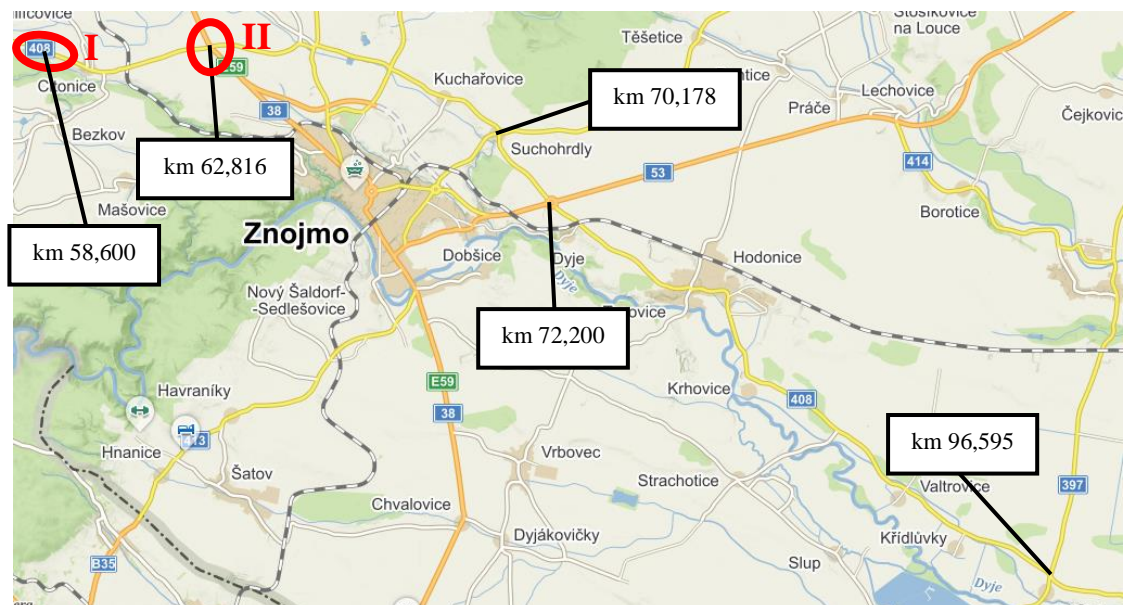 Stošíkovice
na Louce
408
I
II
Citonice
E59
Těšetice
38
Kuchařovice
km 70,178
Práče
Lechovice
Čejkovice
Bezkov
km 62,816
Suchohrdly
53
414
Mašovice
Borotice
Znojmo
km 58,600
Dobšice
Dyje
Hodonice
Dyje
Nový Šaldorf-
-Sedlešovice
km 72,200
E59
Krhovice
Havraníky
38
408
413
Hnanice
km 96,595
Vrbovec
Šatov
Strachotice
Valtrovice
397
Chvalovice
Dyjákovičky
Křídlůvky
B35
Slup
Dyje